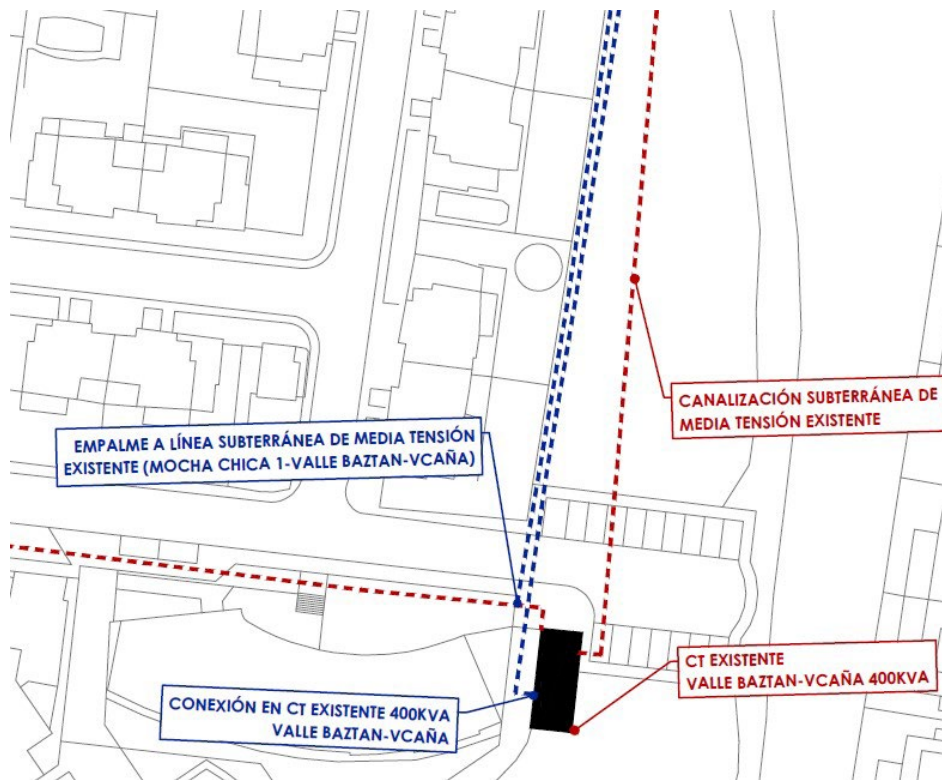 CANALIZACIÓN SUBTERRÁNEA DE
MEDIA TENSIÓN EXISTENTE
EMPALME A LÍNEA SUBTERRÁNEA DE MEDIA TENSIÓN
EXISTENTE (MOCHA CHICA 1-VALLE BAZTAN-VCAÑA)
CT EXISTENTE
VALLE BAZTAN-VCAÑA 400KVA
CONEXIÓN EN CT EXISTENTE 400KVA
VALLE BAZTAN-VCAÑA